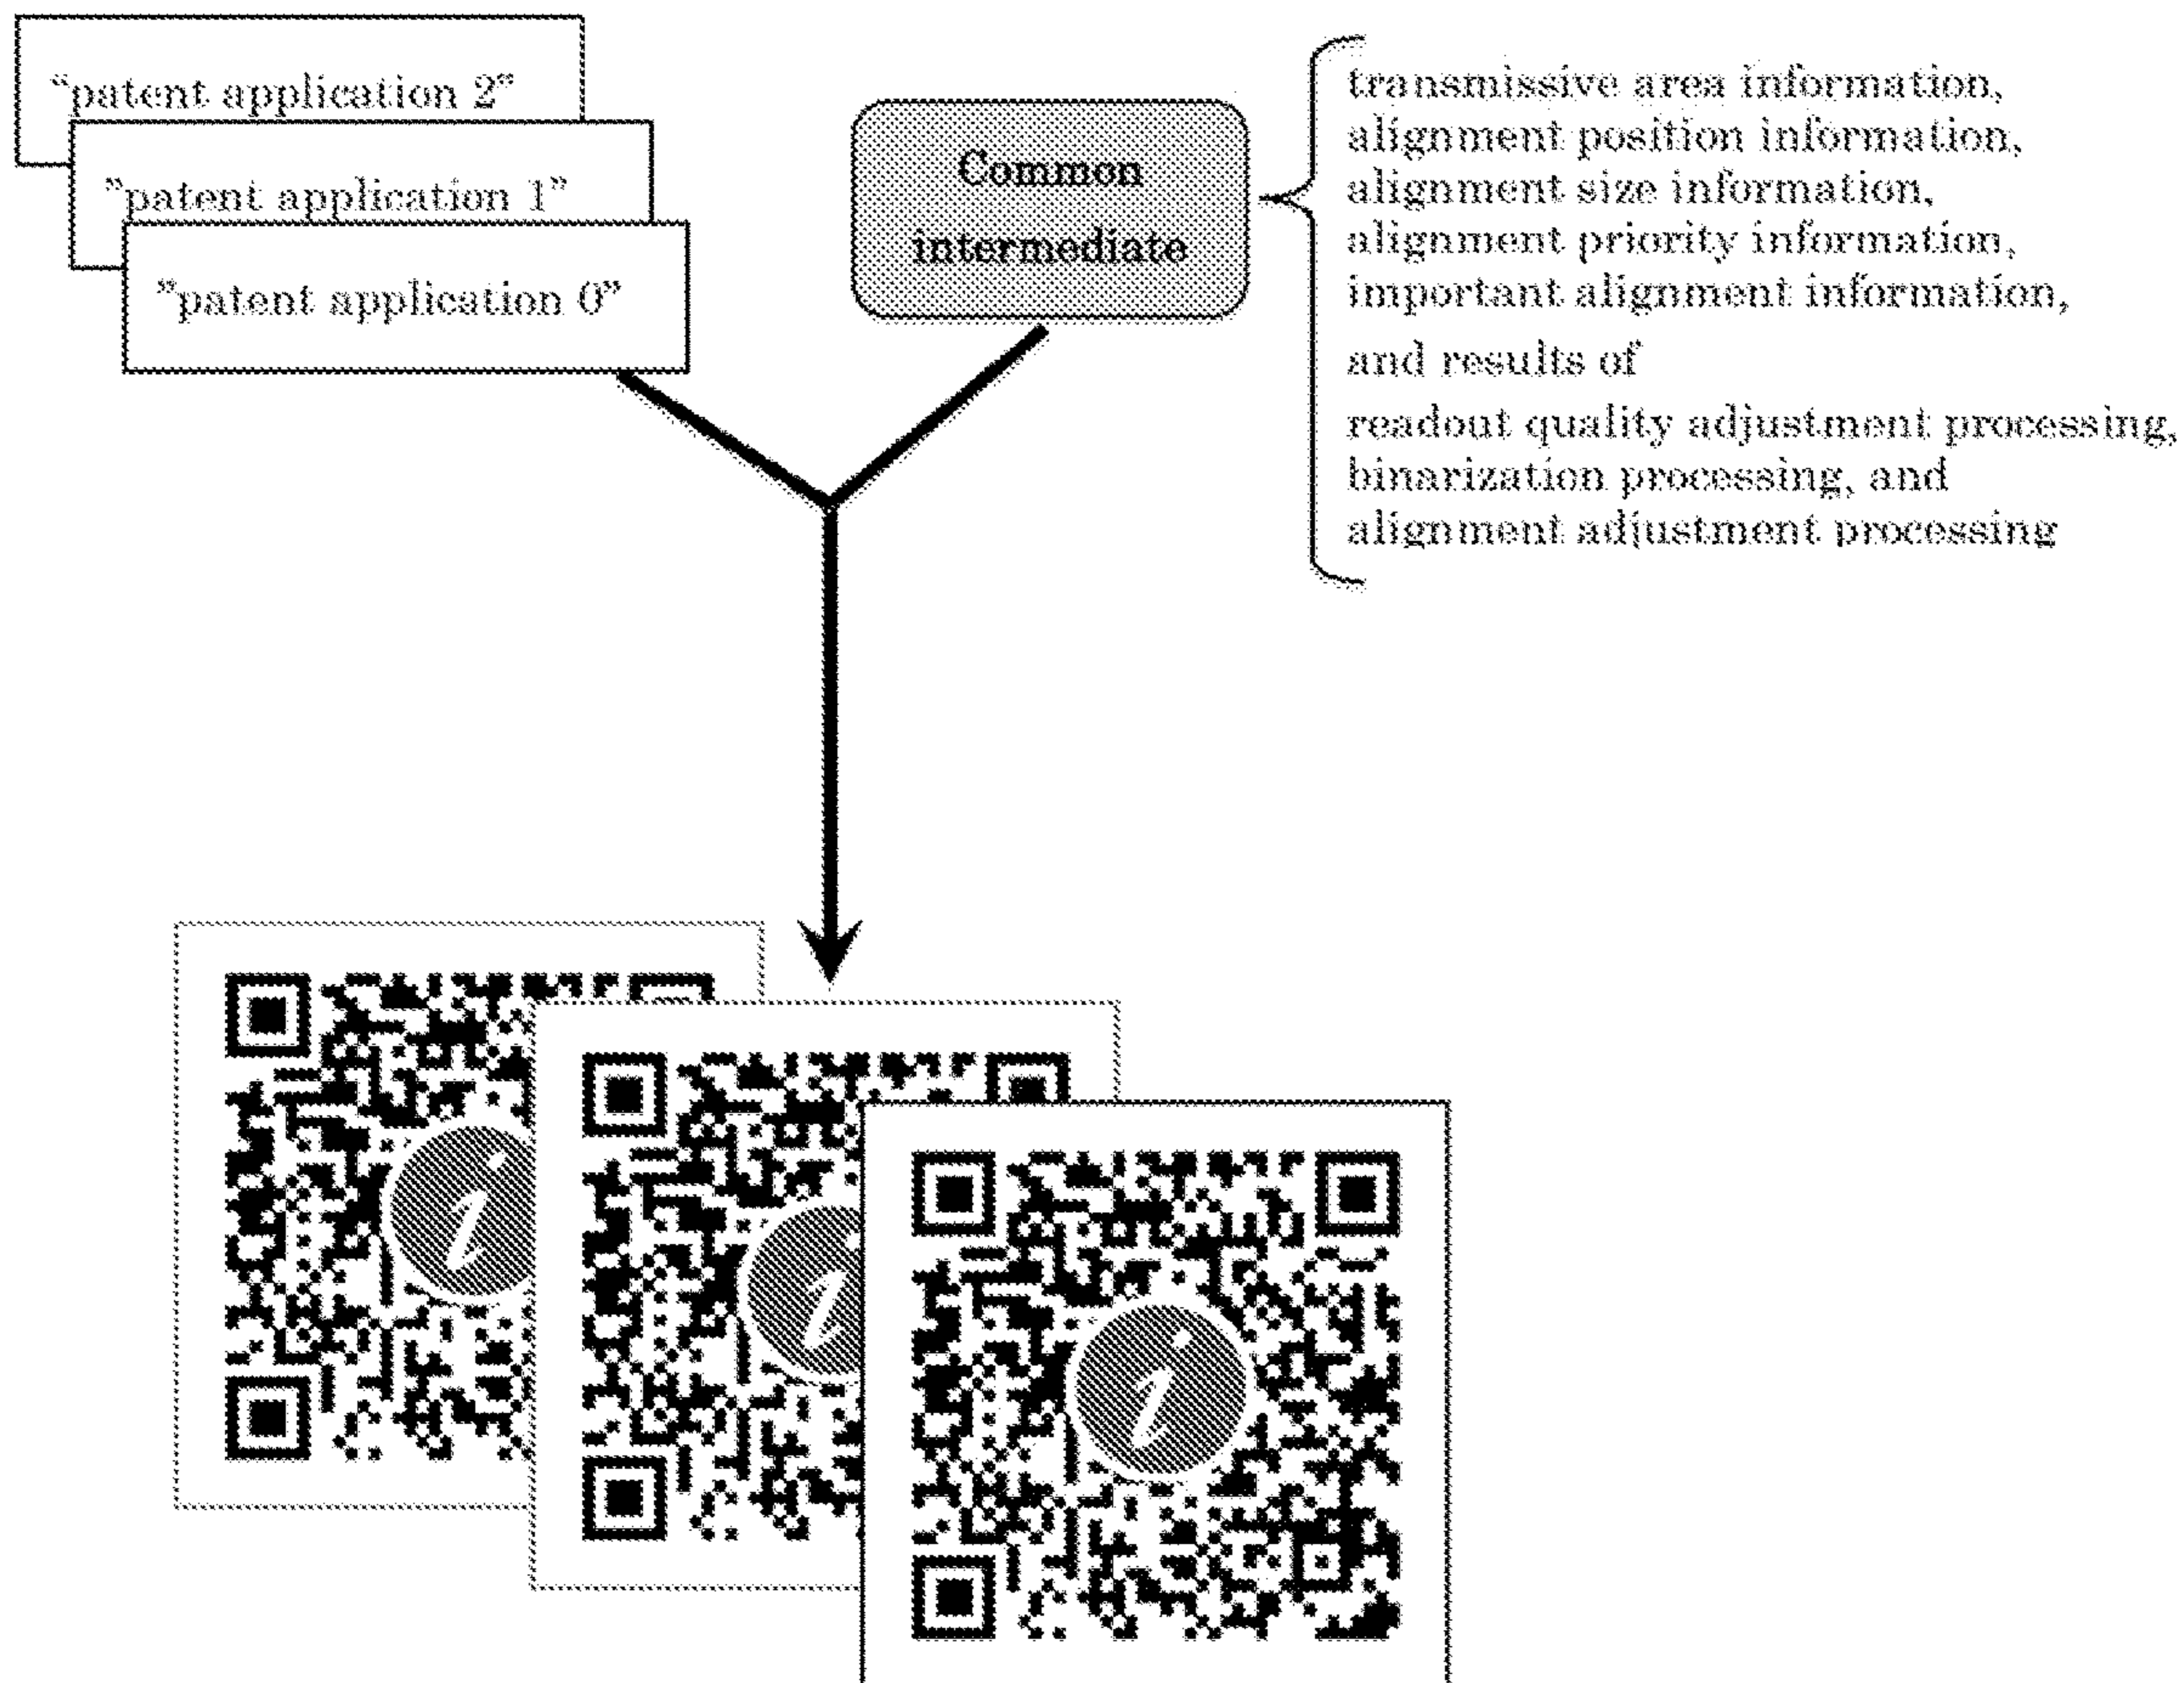 “patent application 2”
”patent application 1”
”patent application 0”
Common
intermediate
transmissive area information,
alignment position information,
alignment size information,
alignment priority information,
important alignment information,
and results of
readout quality adjustment processing,
binarization processing, and
alignment adjustment processing
i
i
i